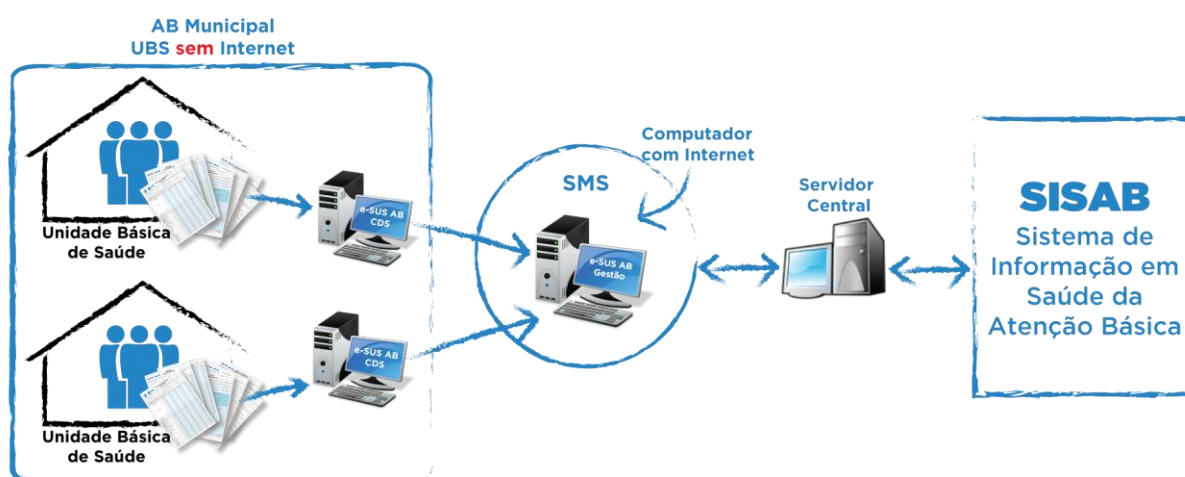 AB Municipal
UBS sem Internet
Unidade Básica
de Saúde
e-SUS AB
CDS
Unidade Básica
de Saúde
e-SUS AB
CDS
SMS
e-SUS AB
Gestão
Computador
com Internet
Servidor
Central
SISAB
Sistema de
Informação em
Saúde da
Atenção Básica